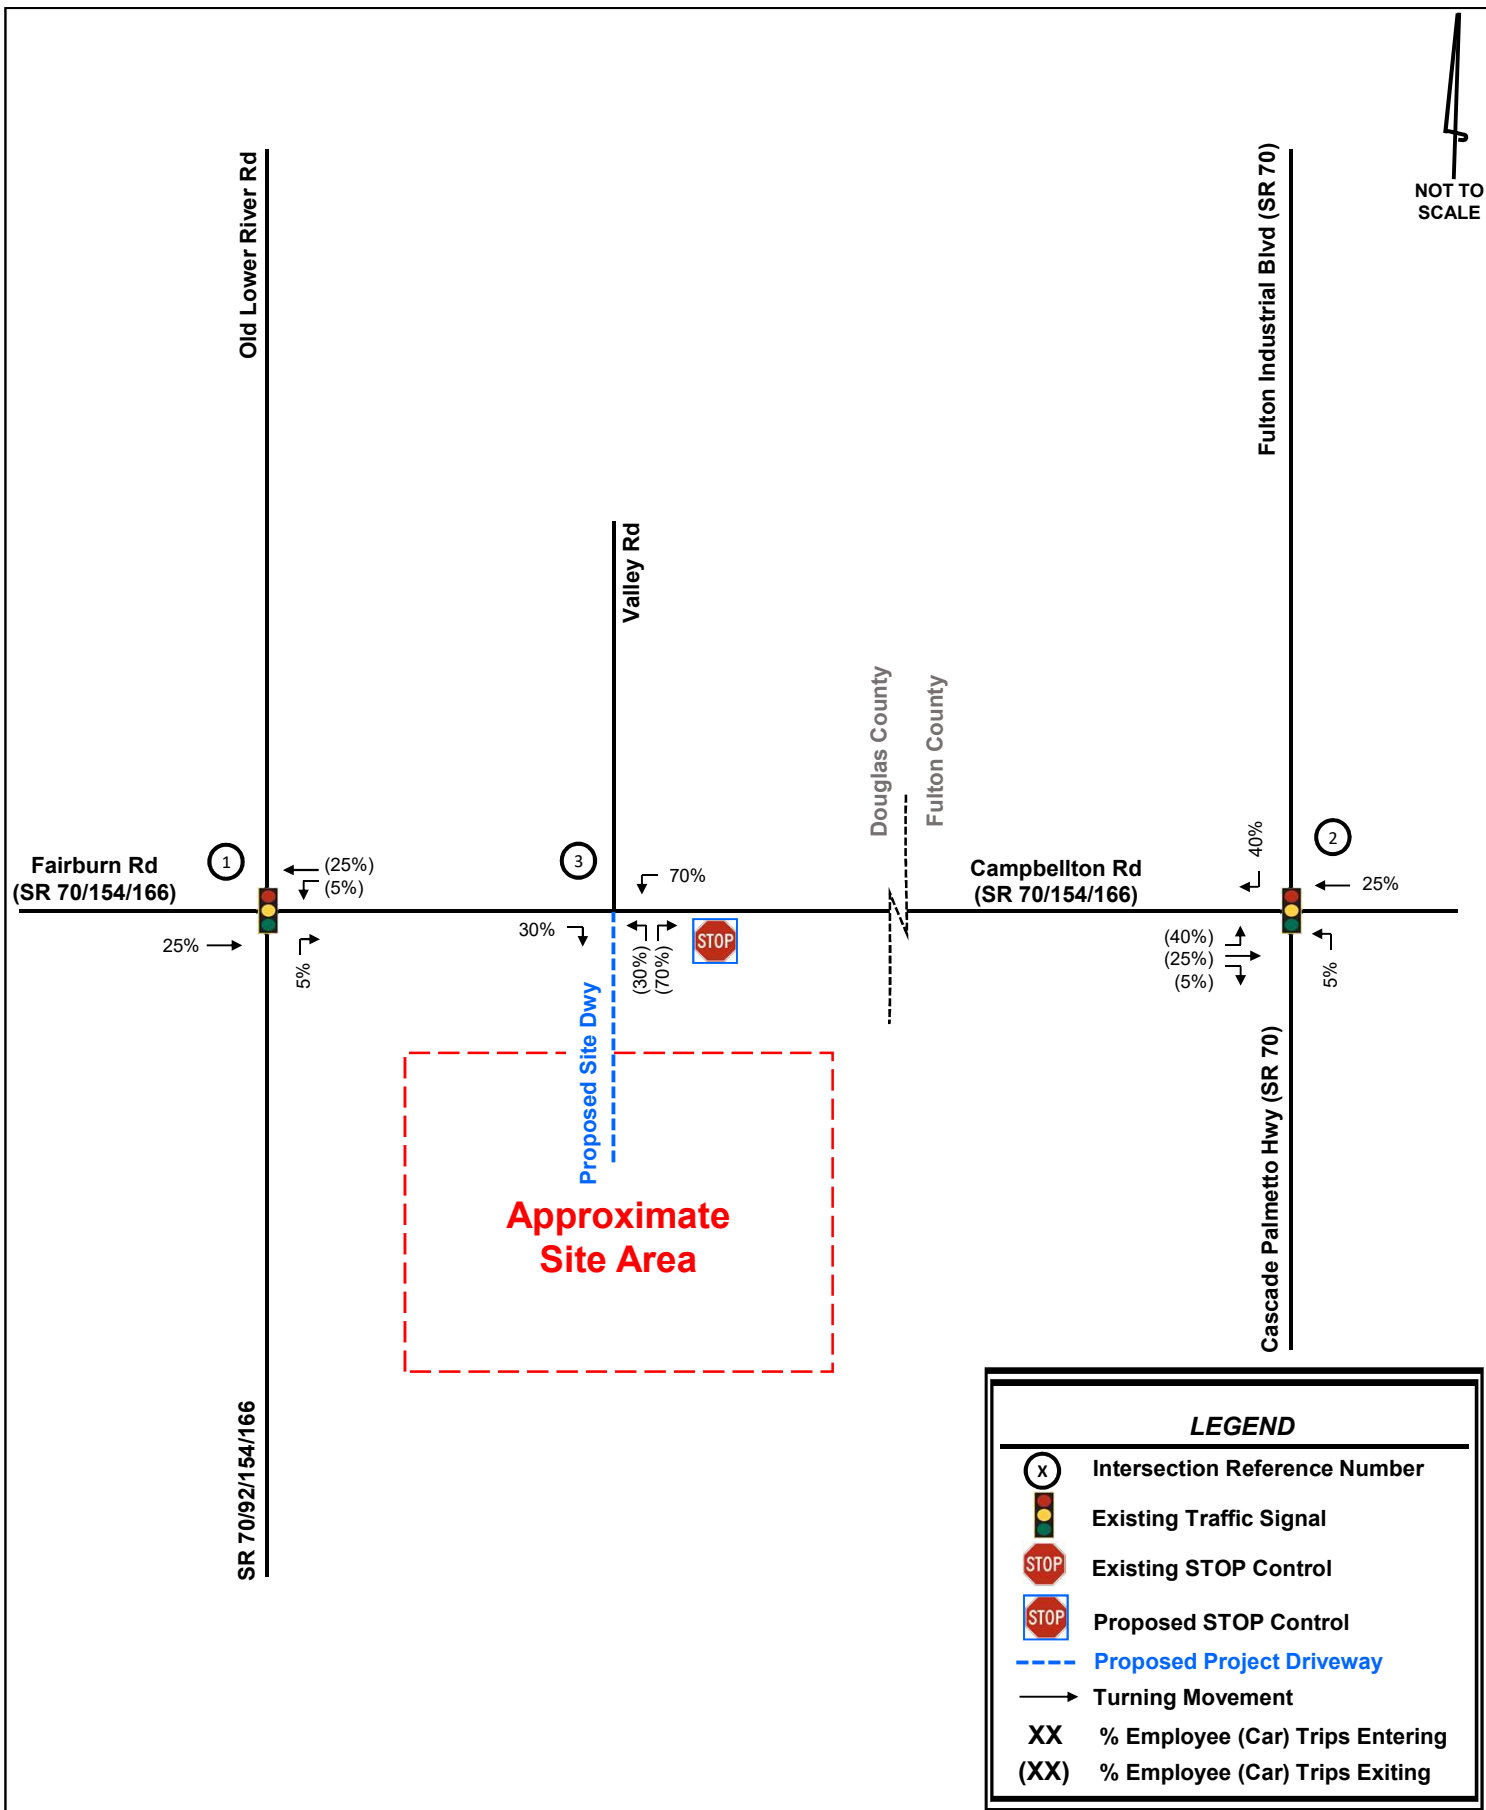 NOT TO
SCALE
Old Lower River Rd
Fulton Industrial Blvd (SR 70)
Valley Rd
Douglas County
Fulton County
Fairburn Rd
(SR 70/154/166)
1
(25%)
(5%)
25%
5%
3
70%
30%
(30%)
(70%)
STOP
Campbellton Rd
(SR 70/154/166)
40%
2
25%
(40%)
(25%)
(5%)
5%
Proposed Site Dwy
Approximate
Site Area
Cascade Palmetto Hwy (SR 70)
SR 70/92/154/166
LEGEND
X Intersection Reference Number
Existing Traffic Signal
STOP Existing STOP Control
STOP Proposed STOP Control
Proposed Project Driveway
Turning Movement
XX % Employee (Car) Trips Entering
(XX) % Employee (Car) Trips Exiting